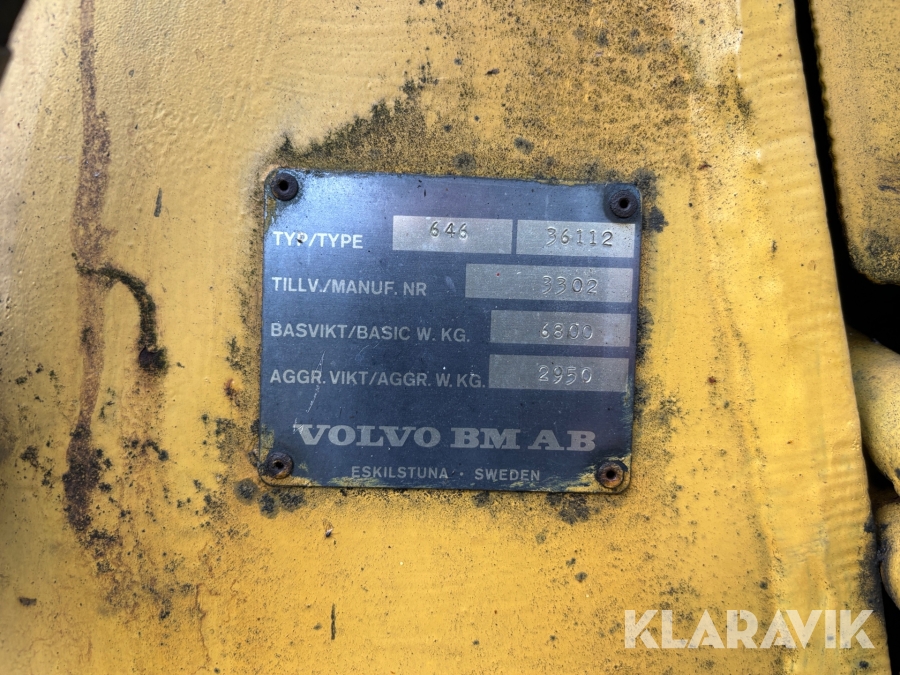 TYP/TYPE 646 36112
TILLV./MANUF. NR 3302
BASVIKT/BASIC W. KG. 6800
AGGR. VIKT/AGGR. W. KG. 2950
VOLVO BM AB
ESKILSTUNA · SWEDEN
KLARAVIK